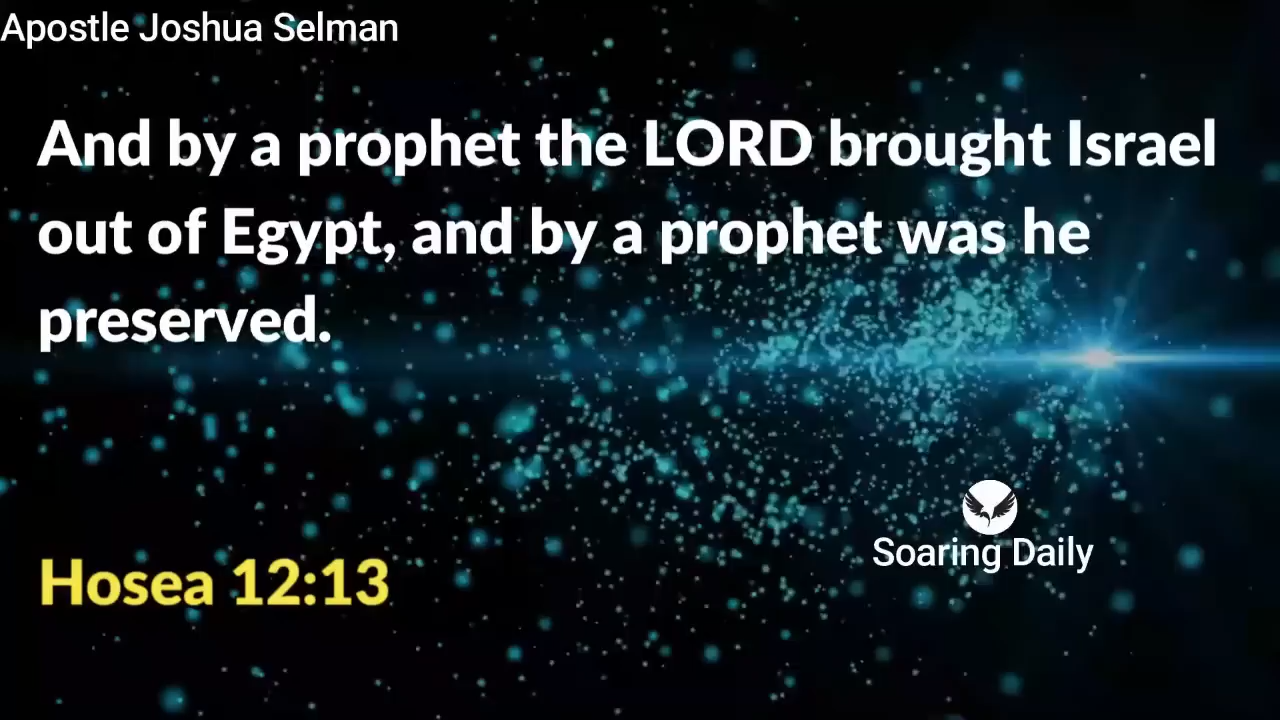 Apostle Joshua Selman
And by a prophet the LORD brought Israel
out of Egypt, and by a prophet was he
preserved.
Soaring Daily
Hosea 12:13